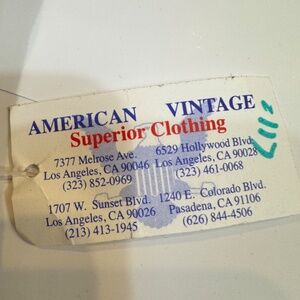 AMERICAN VINTAGE
Superior Clothing
7377 Melrose Ave.
Los Angeles, CA 90046
(323) 852-0969
6529 Hollywood Blvd.
Los Angeles, CA 90028
(323) 461-0068
1707 W. Sunset Blvd.
Los Angeles, CA 90026
(213) 413-1945
1240 E. Colorado Blvd.
Pasadena, CA 91106
(626) 844-4506